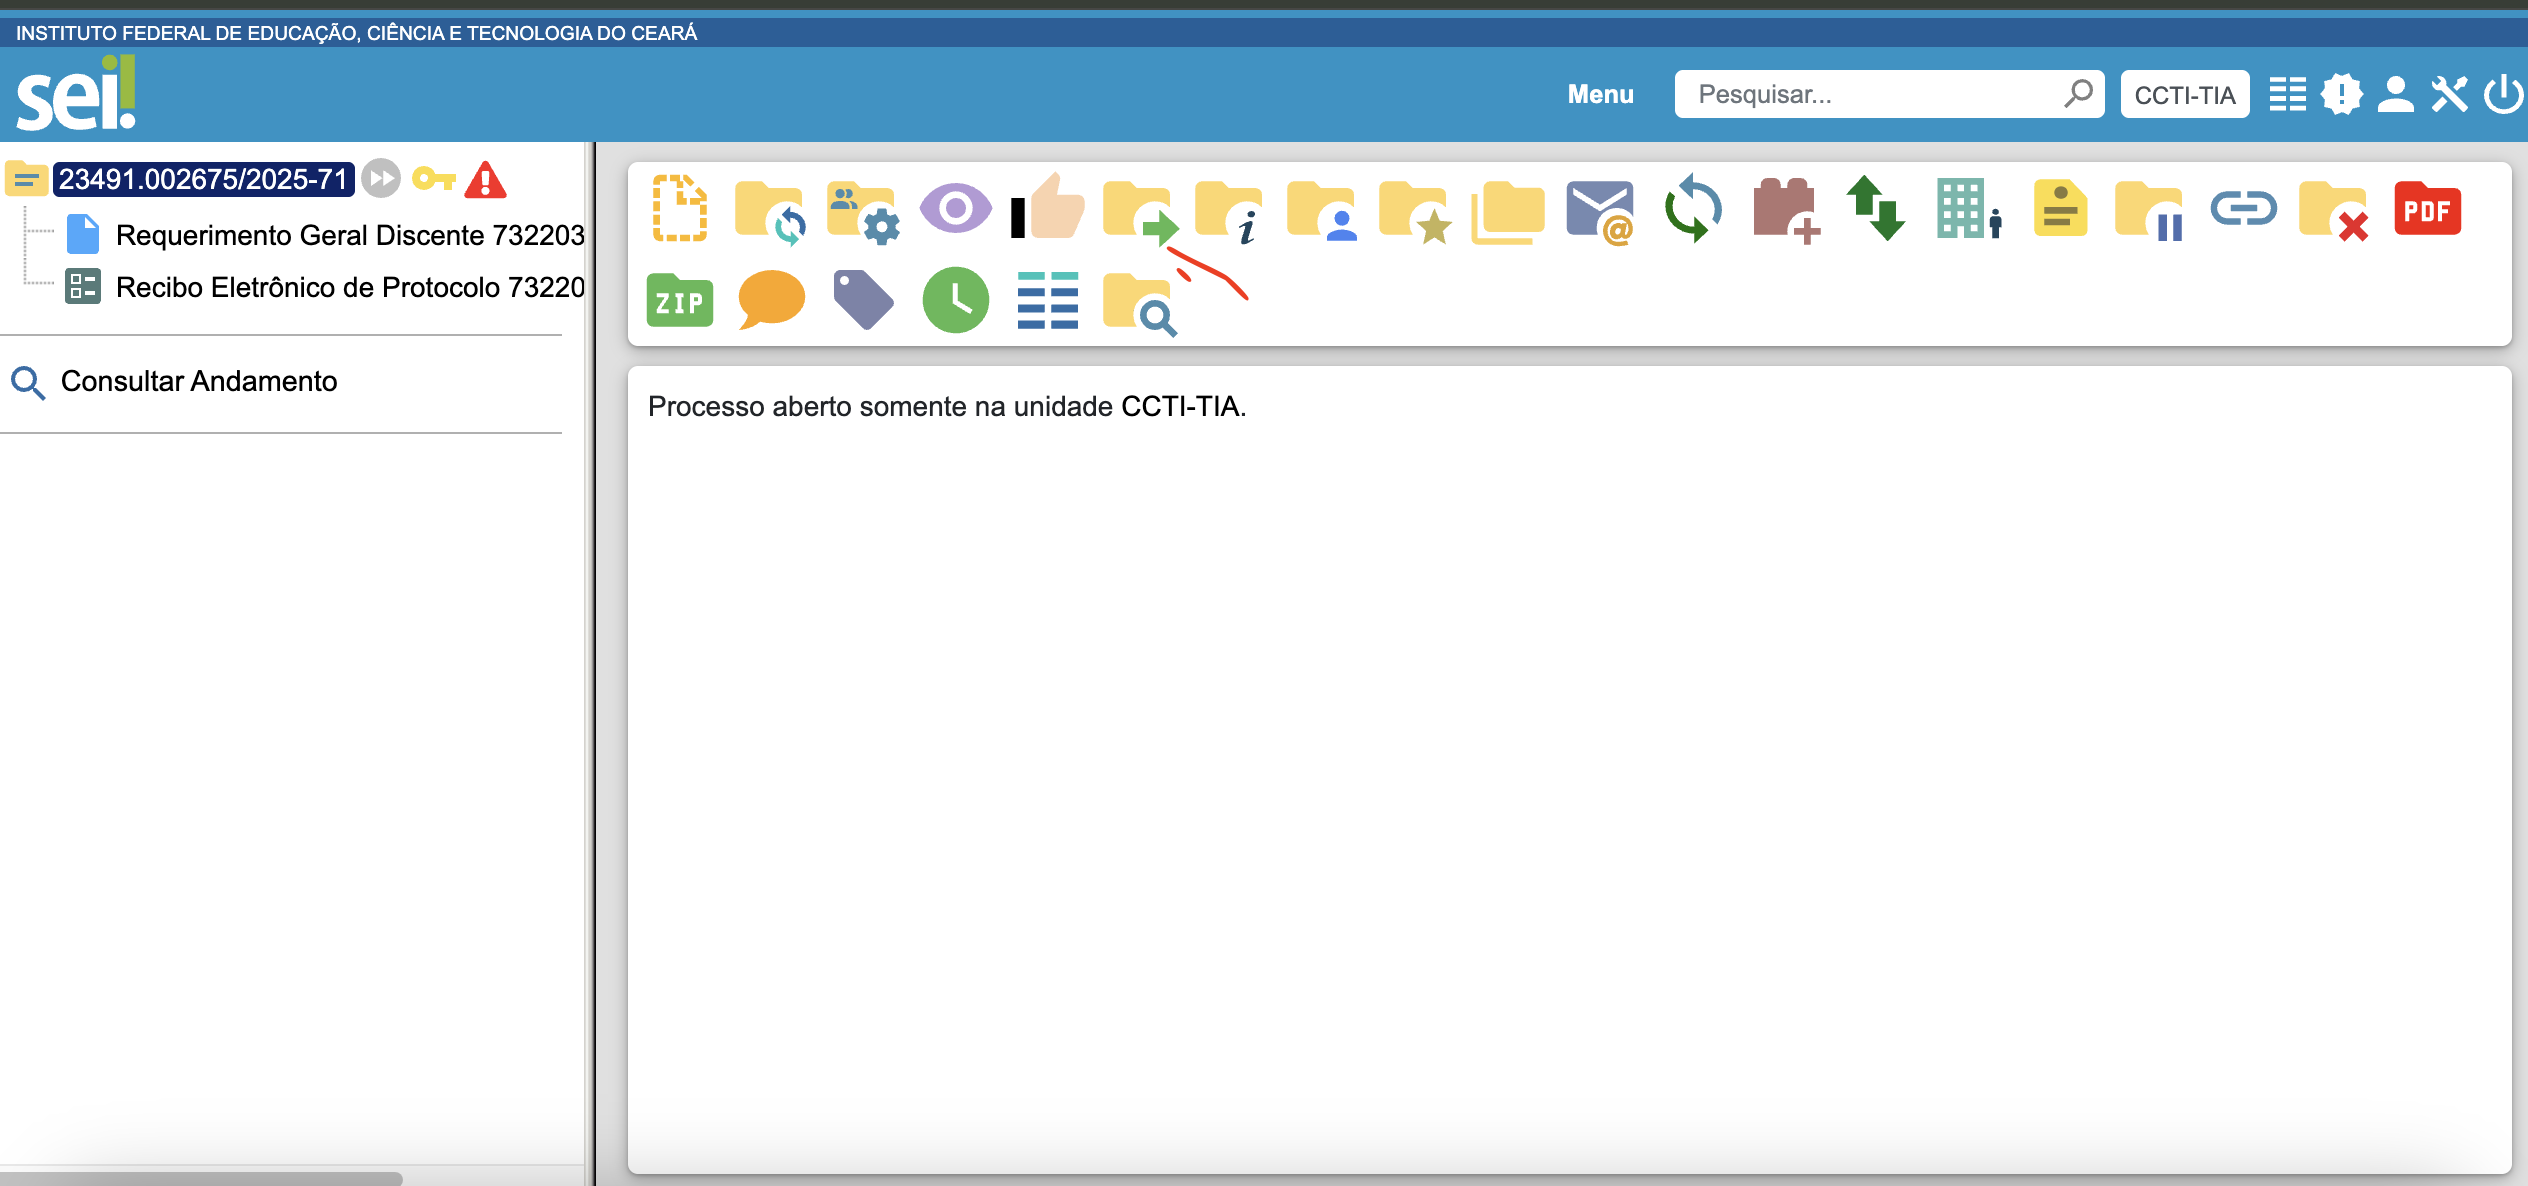 INSTITUTO FEDERAL DE EDUCAÇÃO, CIÊNCIA E TECNOLOGIA DO CEARÁ
sei!
Menu
Pesquisar...
CCTI-TIA
23491.002675/2025-71
Requerimento Geral Discente 732203
Recibo Eletrônico de Protocolo 73220
Consultar Andamento
i
@
PDF
ZIP
Processo aberto somente na unidade CCTI-TIA.